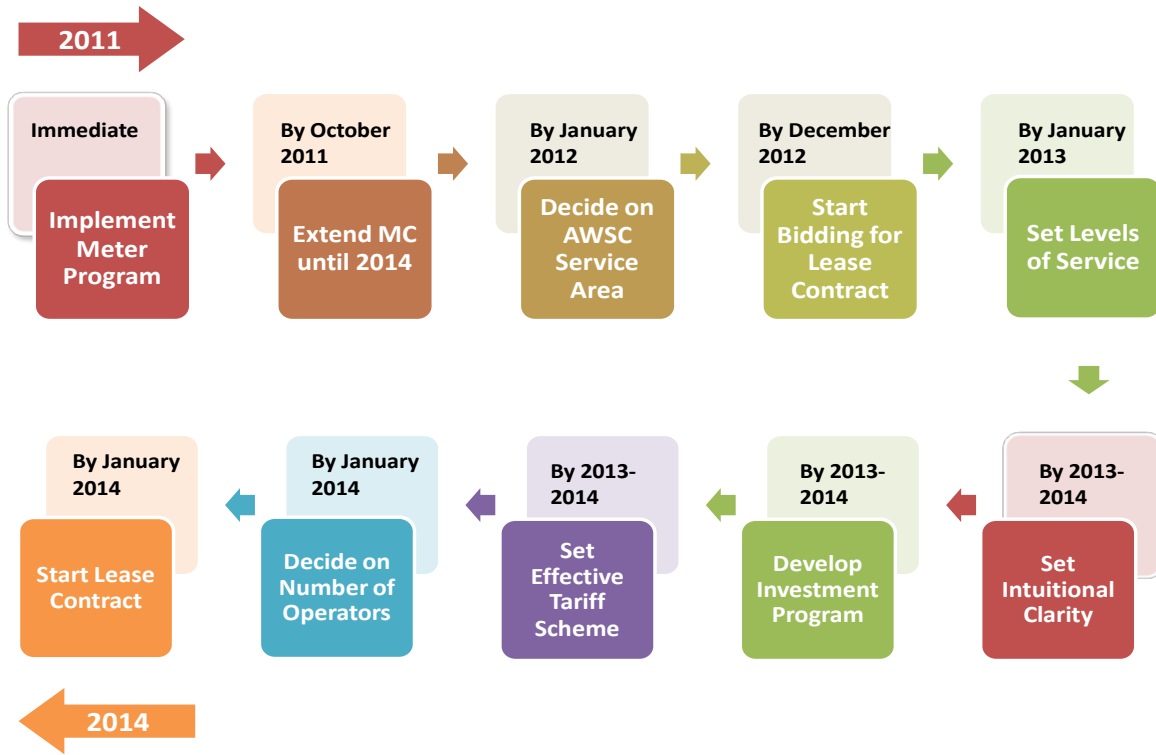 2011
Immediate
Implement
Meter
Program
By October
2011
Extend MC
until 2014
By January
2012
Decide on
AWSC
Service
Area
By December
2012
Start
Bidding for
Lease
Contract
By January
2013
Set Levels
of Service
By 2013-
2014
Set
Intuitional
Clarity
By 2013-
2014
Develop
Investment
Program
By 2013-
2014
Set
Effective
Tariff
Scheme
By January
2014
Decide on
Number of
Operators
By January
2014
Start Lease
Contract
2014